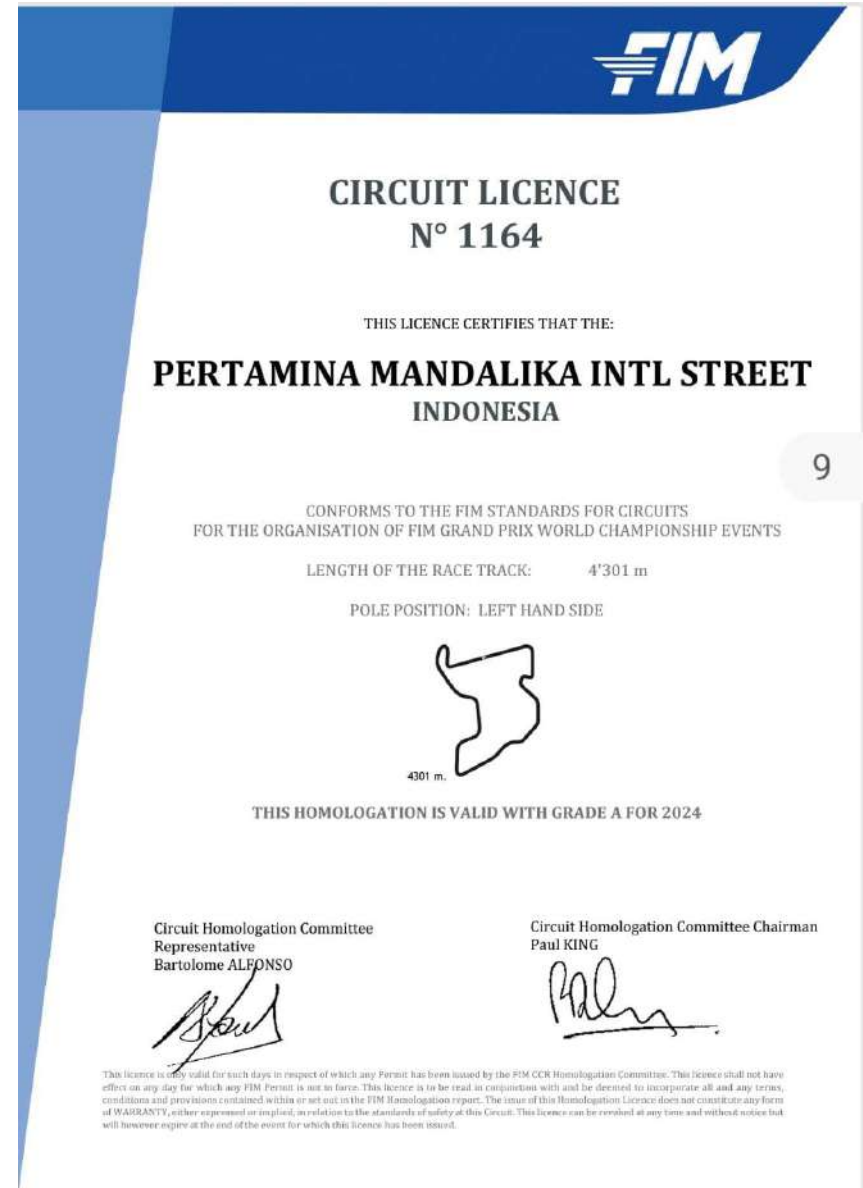 FIM
CIRCUIT LICENCE
N° 1164
THIS LICENCE CERTIFIES THAT THE:
PERTAMINA MANDALIKA INTL STREET
INDONESIA
9
CONFORMS TO THE FIM STANDARDS FOR CIRCUITS
FOR THE ORGANISATION OF FIM GRAND PRIX WORLD CHAMPIONSHIP EVENTS
LENGTH OF THE RACE TRACK: 4'301 m
POLE POSITION: LEFT HAND SIDE
4301 m.
THIS HOMOLOGATION IS VALID WITH GRADE A FOR 2024
Circuit Homologation Committee
Representative
Bartolome ALFONSO
Circuit Homologation Committee Chairman
Paul KING
This licence is only valid for such days in respect of which any Permit has been issued by the FIM CCR Homologation Committee. This licence shall not have
effect on any day for which any FIM Permit is not in force. This licence is to be read in conjunction with and be deemed to incorporate all and any terms,
conditions and provisions contained within or set out in the FIM Homologation report. The issue of this Homologation Licence does not constitute any form
of WARRANTY, either expressed or implied, in relation to the standards of safety at this Circuit. This licence can be revoked at any time and without notice but
will however expire at the end of the event for which this licence has been issued.